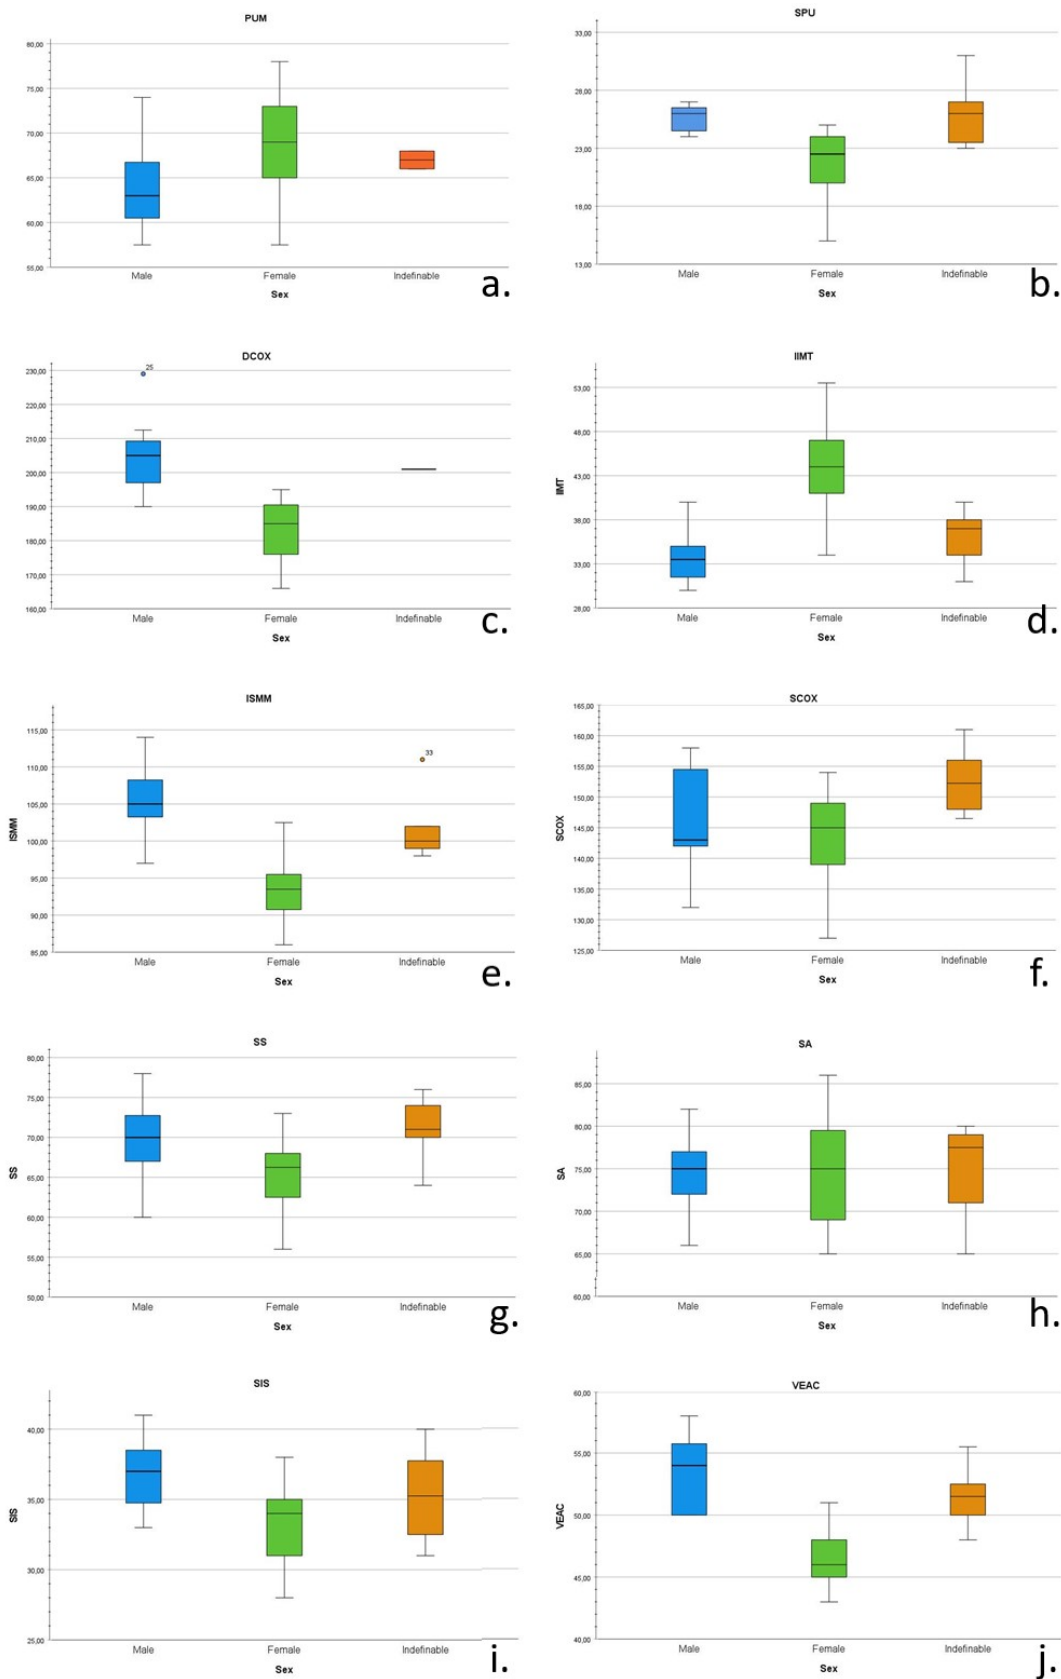 PUM
80,00
75,00
70,00
65,00
60,00
55,00
Male Female Indefinable
Sex
a.
SPU
33,00
28,00
23,00
18,00
13,00
Male Female Indefinable
Sex
b.
DCOX
230,00
220,00
210,00
200,00
190,00
180,00
170,00
160,00
25
Male Female Indefinable
Sex
c.
IIMT
IIMT
53,00
48,00
43,00
38,00
33,00
28,00
Male Female Indefinable
Sex
d.
ISMM
ISMM
115,00
110,00
105,00
100,00
95,00
90,00
85,00
33
Male Female Indefinable
Sex
e.
SCOX
SCOX
165,00
160,00
155,00
150,00
145,00
140,00
135,00
130,00
125,00
Male Female Indefinable
Sex
f.
SS
SS
80,00
75,00
70,00
65,00
60,00
55,00
50,00
Male Female Indefinable
Sex
g.
SA
SA
85,00
80,00
75,00
70,00
65,00
60,00
Male Female Indefinable
Sex
h.
SIS
SIS
40,00
35,00
30,00
25,00
Male Female Indefinable
Sex
i.
VEAC
VEAC
60,00
55,00
50,00
45,00
40,00
Male Female Indefinable
Sex
j.